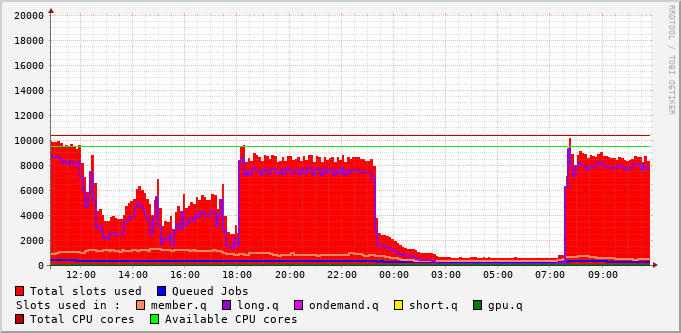 20000
18000
16000
14000
12000
10000
8000
6000
4000
2000
0
12:00 14:00 16:00 18:00 20:00 22:00 00:00 03:00 05:00 07:00 09:00
Total slots used Queued Jobs
Slots used in : member.q long.q ondemand.q short.q gpu.q
Total CPU cores Available CPU cores
RRDTOOL / TOBI OETIKER